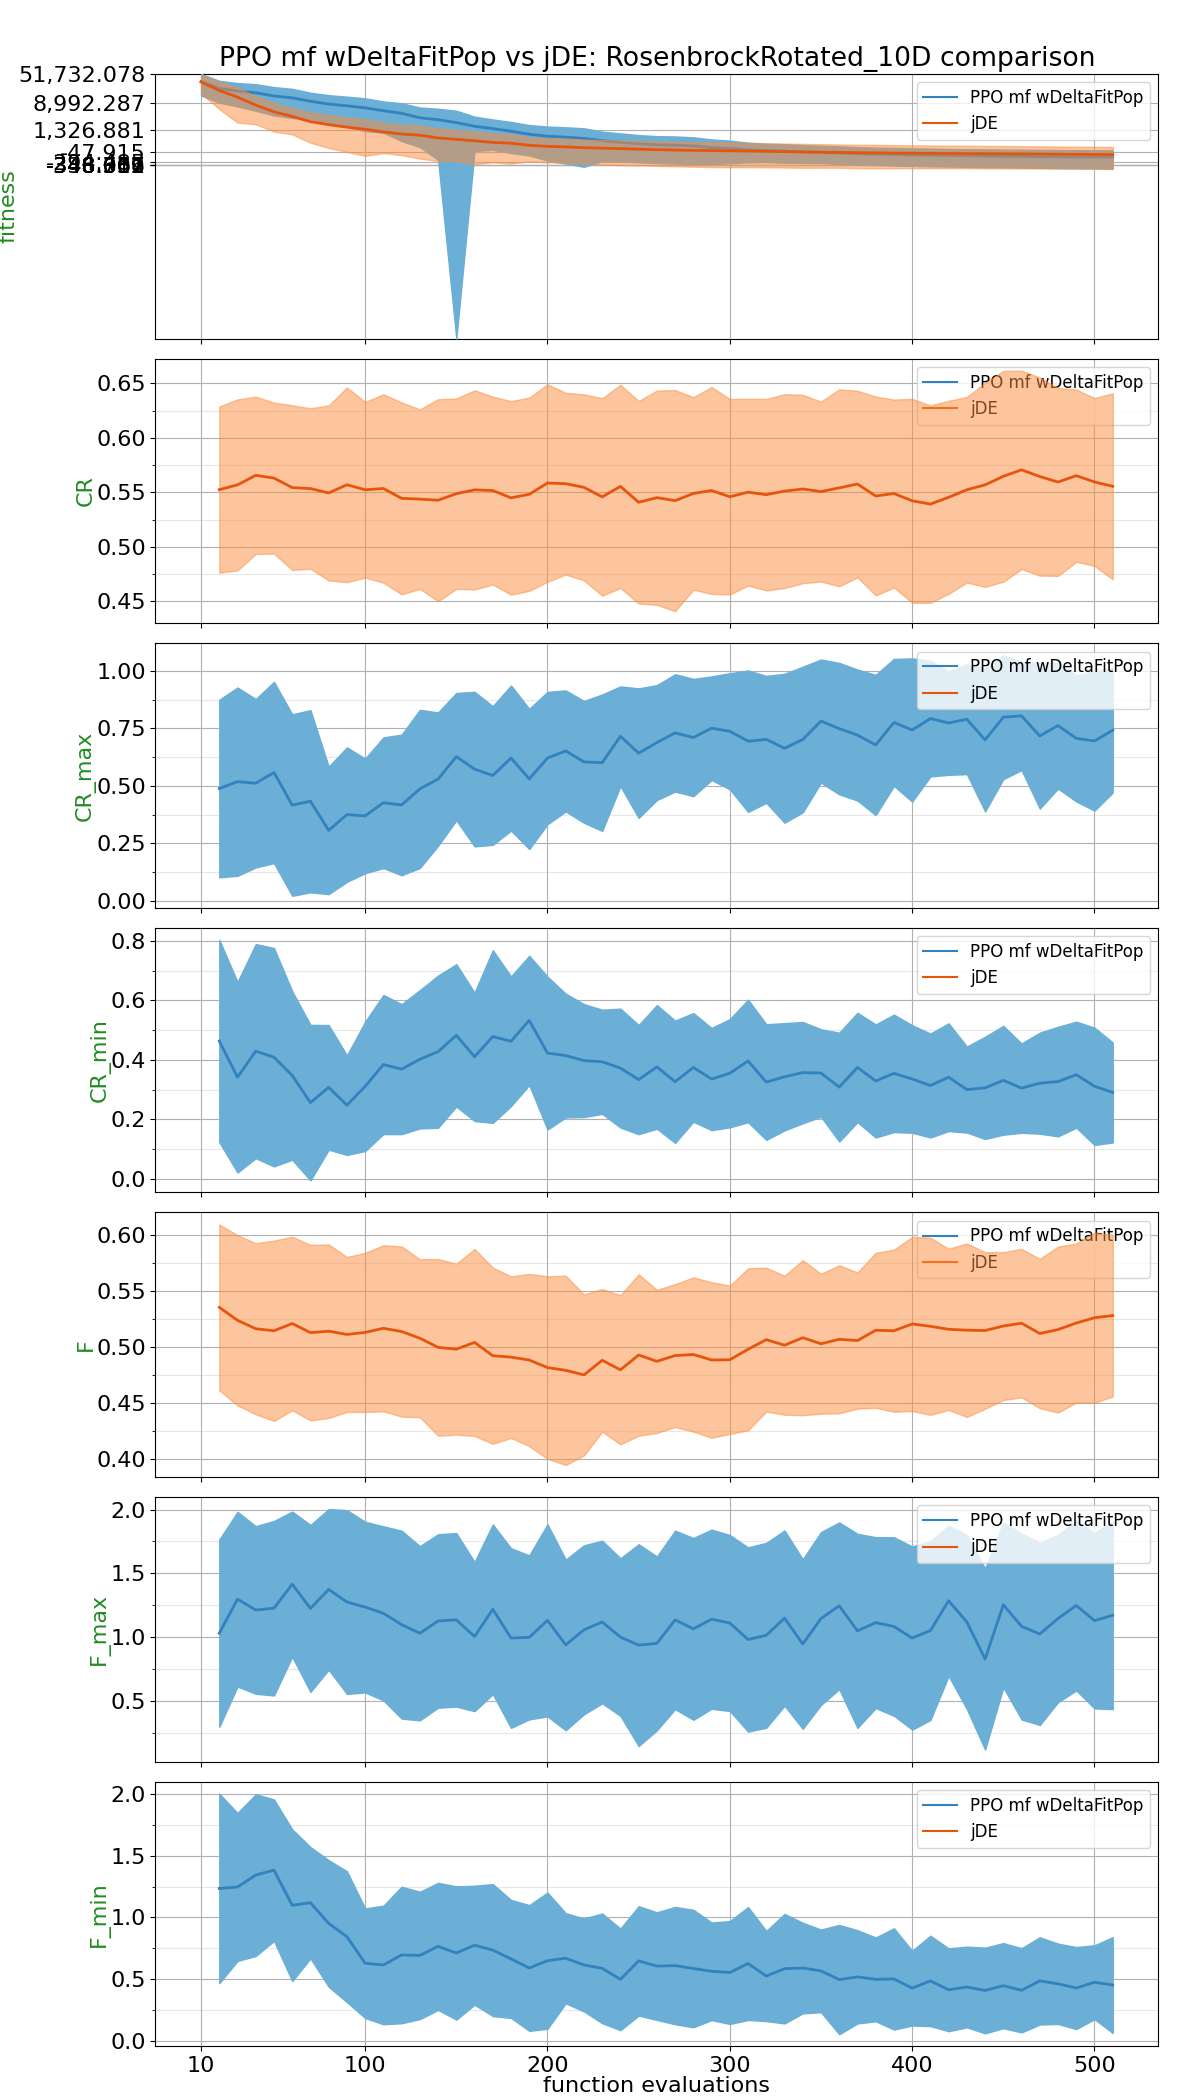 PPO mf wDeltaFitPop vs jDE: RosenbrockRotated_10D comparison
51,732.078
8,992.287
1,326.881
-47.915
fitness
PPO mf wDeltaFitPop
jDE
0.65
0.60
0.55
0.50
0.45
CR
PPO mf wDeltaFitPop
jDE
1.00
0.75
0.50
0.25
0.00
CR_max
PPO mf wDeltaFitPop
jDE
0.8
0.6
0.4
0.2
0.0
CR_min
PPO mf wDeltaFitPop
jDE
0.60
0.55
0.50
0.45
0.40
F
PPO mf wDeltaFitPop
jDE
2.0
1.5
1.0
0.5
F_max
PPO mf wDeltaFitPop
jDE
2.0
1.5
1.0
0.5
0.0
F_min
PPO mf wDeltaFitPop
jDE
10 100 200 300 400 500
function evaluations